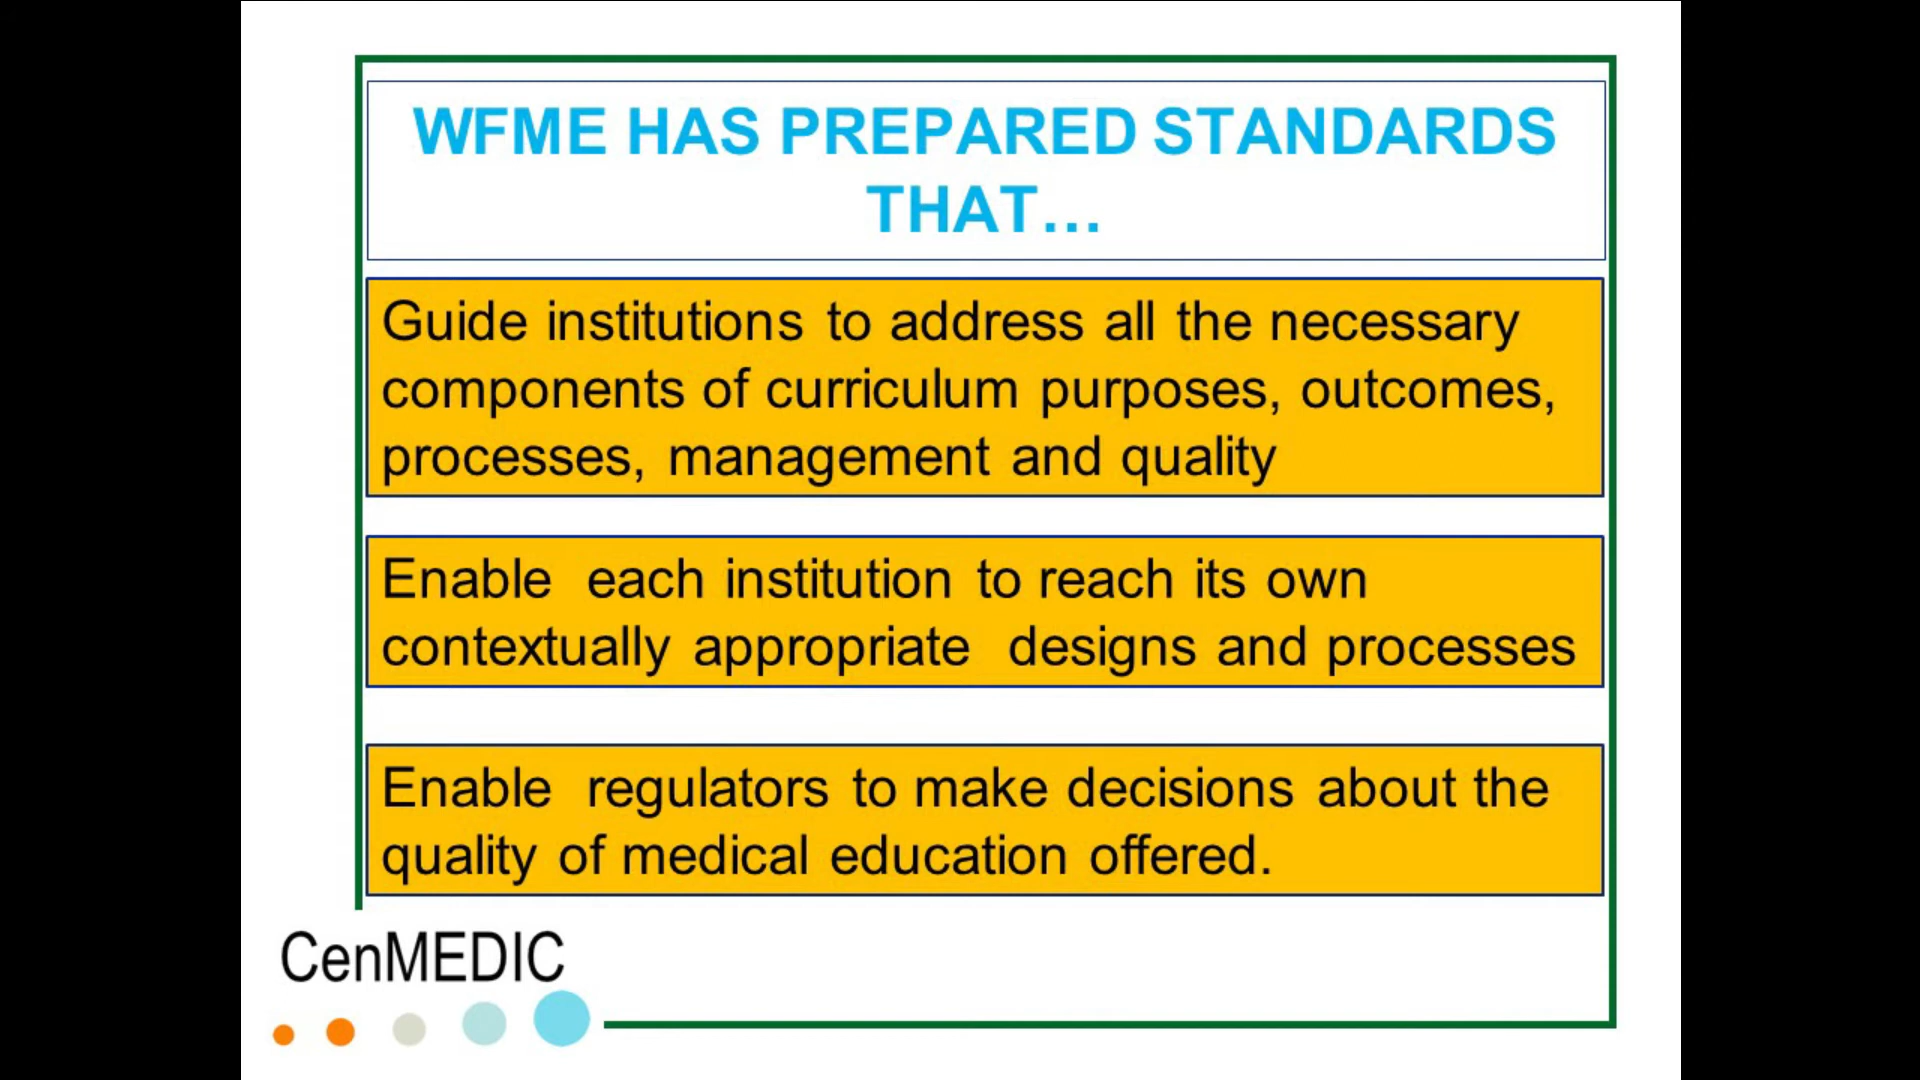 WFME HAS PREPARED STANDARDS
THAT...
Guide institutions to address all the necessary
components of curriculum purposes, outcomes,
processes, management and quality
Enable each institution to reach its own
contextually appropriate designs and processes
Enable regulators to make decisions about the
quality of medical education offered.
CenMEDIC